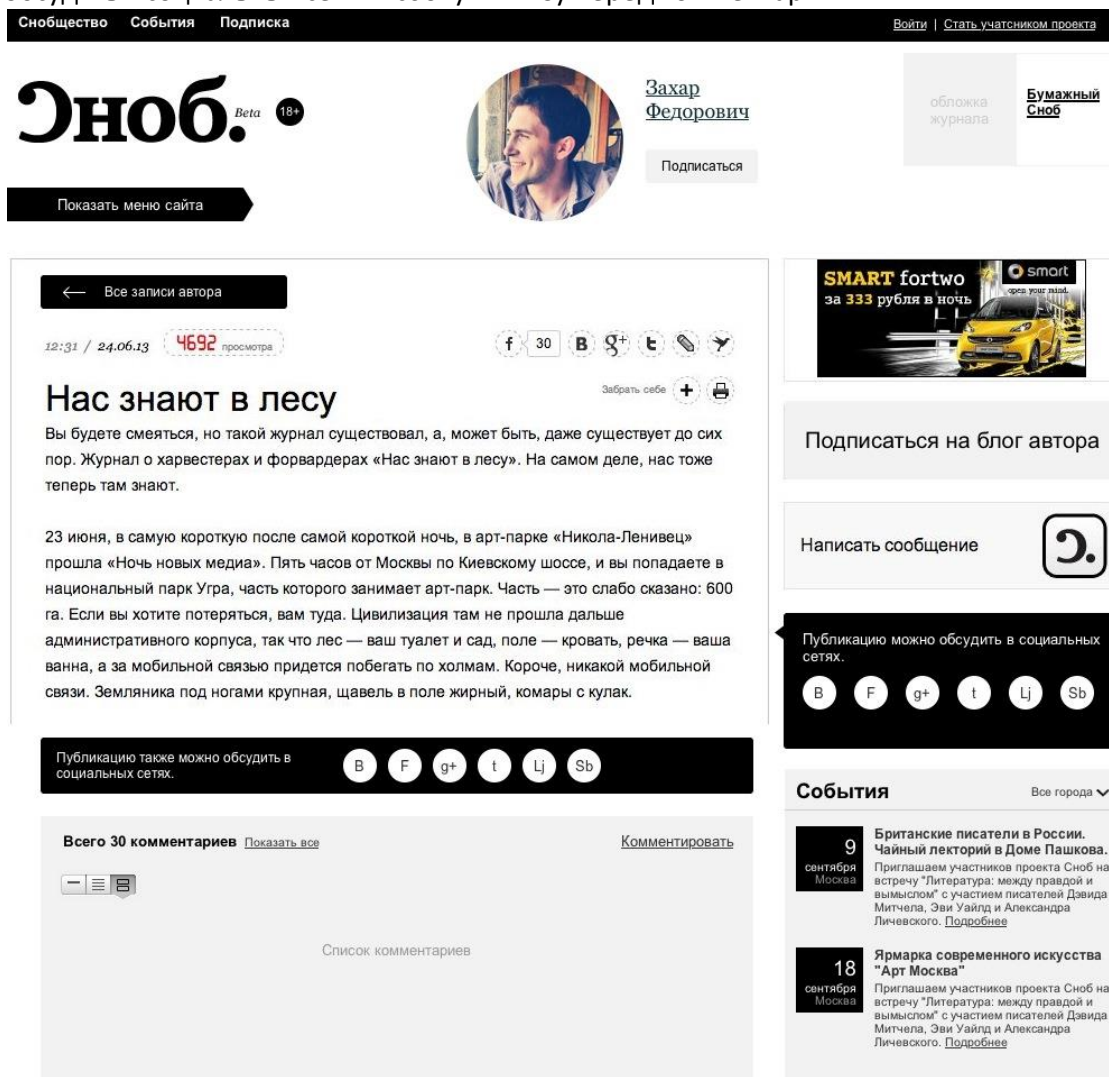 Снобщество События Подписка
Войти | Стать учатсником проекта
Сноб. Beta 18+
Захар
Федорович
Подписаться
обложка
журнала
Бумажный
Сноб
Показать меню сайта
← Все записи автора
12:31 / 24.06.13 4692 просмотра
f 30 B g+ t
Забрать себе +
Нас знают в лесу
Вы будете смеяться, но такой журнал существовал, а, может быть, даже существует до сих
пор. Журнал о харвестерах и форвардерах «Нас знают в лесу». На самом деле, нас тоже
теперь там знают.
23 июня, в самую короткую после самой короткой ночь, в арт-парке «Никола-Ленивец»
прошла «Ночь новых медиа». Пять часов от Москвы по Киевскому шоссе, и вы попадаете в
национальный парк Угра, часть которого занимает арт-парк. Часть — это слабо сказано: 600
га. Если вы хотите потеряться, вам туда. Цивилизация там не прошла дальше
административного корпуса, так что лес — ваш туалет и сад, поле — кровать, речка — ваша
ванна, а за мобильной связью придется побегать по холмам. Короче, никакой мобильной
связи. Земляника под ногами крупная, щавель в поле жирный, комары с кулак.
Публикацию также можно обсудить в
социальных сетях.
B F g+ t Lj Sb
Всего 30 комментариев Показать все
Комментировать
Список комментариев
SMART fortwo
за 333 рубля в ночь
smart
open your mind.
Подписаться на блог автора
Написать сообщение
Публикацию можно обсудить в социальных
сетях.
B F g+ t Lj Sb
События
Все города
9
сентября
Москва
Британские писатели в России.
Чайный лекторий в Доме Пашкова.
Приглашаем участников проекта Сноб на
встречу "Литература: между правдой и
вымыслом" с участием писателей Дэвида
Митчела, Эви Уайлд и Александра
Личевского. Подробнее
18
сентября
Москва
Ярмарка современного искусства
"Арт Москва"
Приглашаем участников проекта Сноб на
встречу "Литература: между правдой и
вымыслом" с участием писателей Дэвида
Митчела, Эви Уайлд и Александра
Личевского. Подробнее